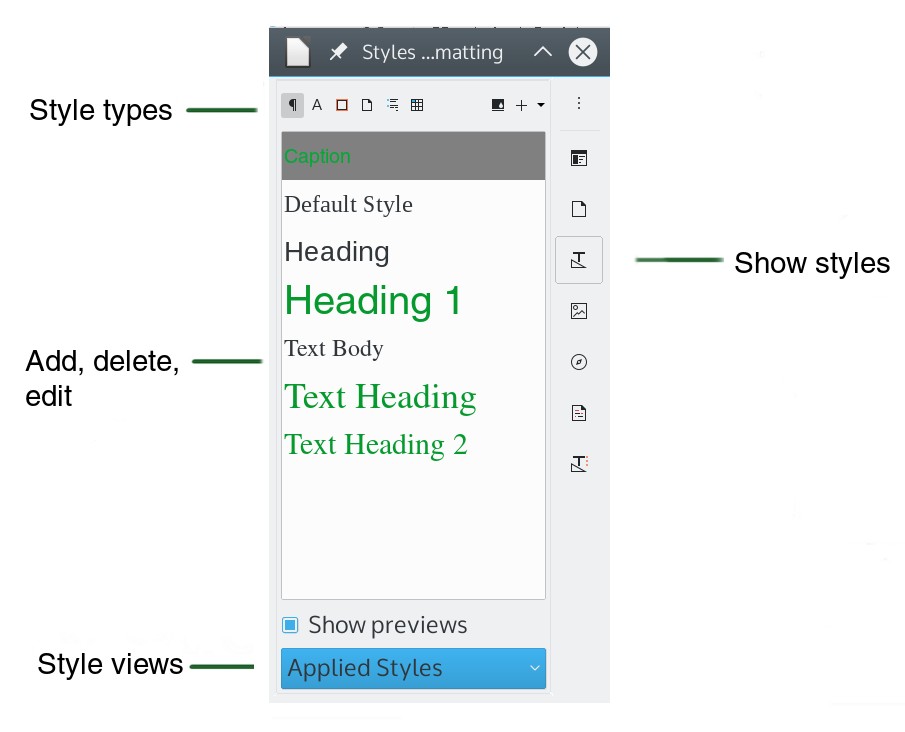 Styles ...matting
Style types
A
Caption
Default Style
Heading
Show styles
Heading 1
Text Body
Add, delete,
edit
Text Heading
Text Heading 2
Show previews
Style views
Applied Styles